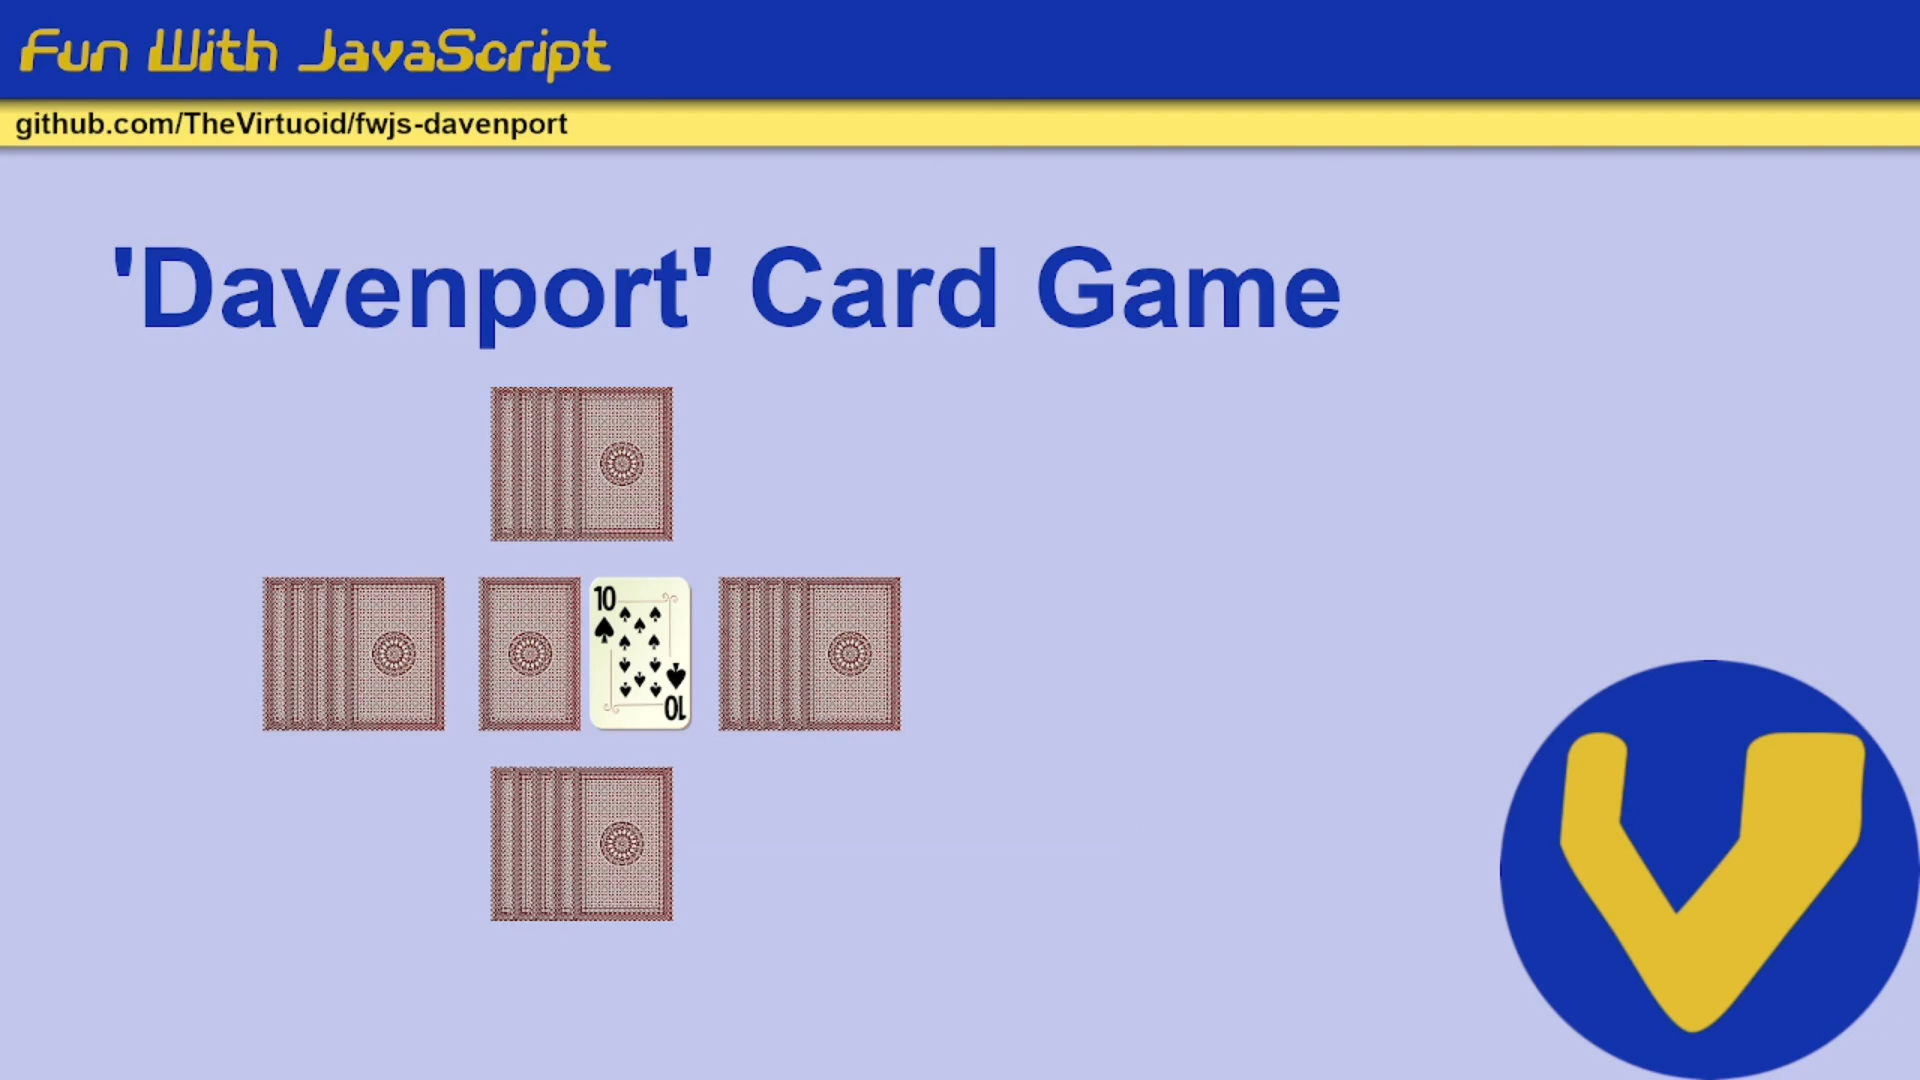 Fun With JavaScript
github.com/TheVirtuoid/fwjs-davenport
'Davenport' Card Game
10
10
V